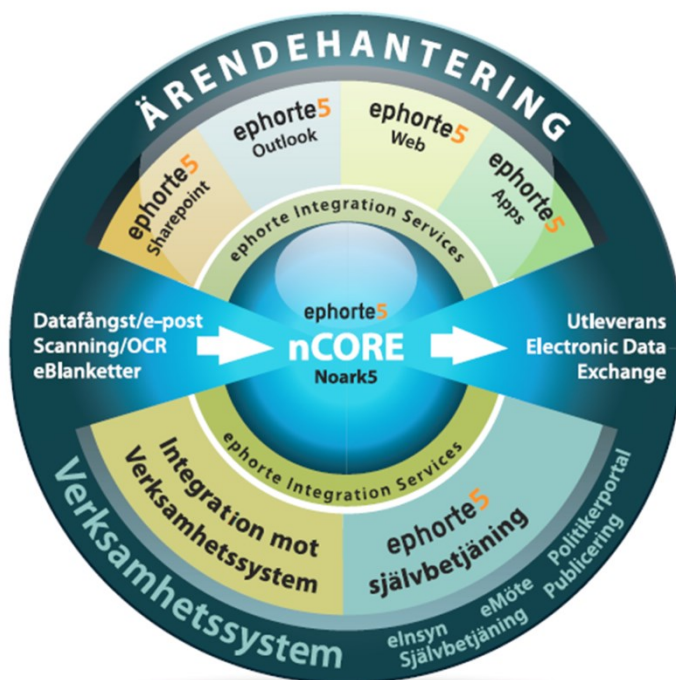 ÄRENDEHANTERING
ephorte5
Sharepoint
ephorte5
Outlook
ephorte5
Web
ephorte5
Apps
ephorte Integration Services
Datafångst/e-post
Scanning/OCR
eBlanketter
ephorte5
nCORE
Noark5
Utleverans
Electronic Data
Exchange
ephorte Integration Services
Integration mot
Verksamhetssystem
ephorte5
självbetjäning
Verksamhetssystem
eInsyn
Självbetjäning
eMöte
Politikerportal
Publicering